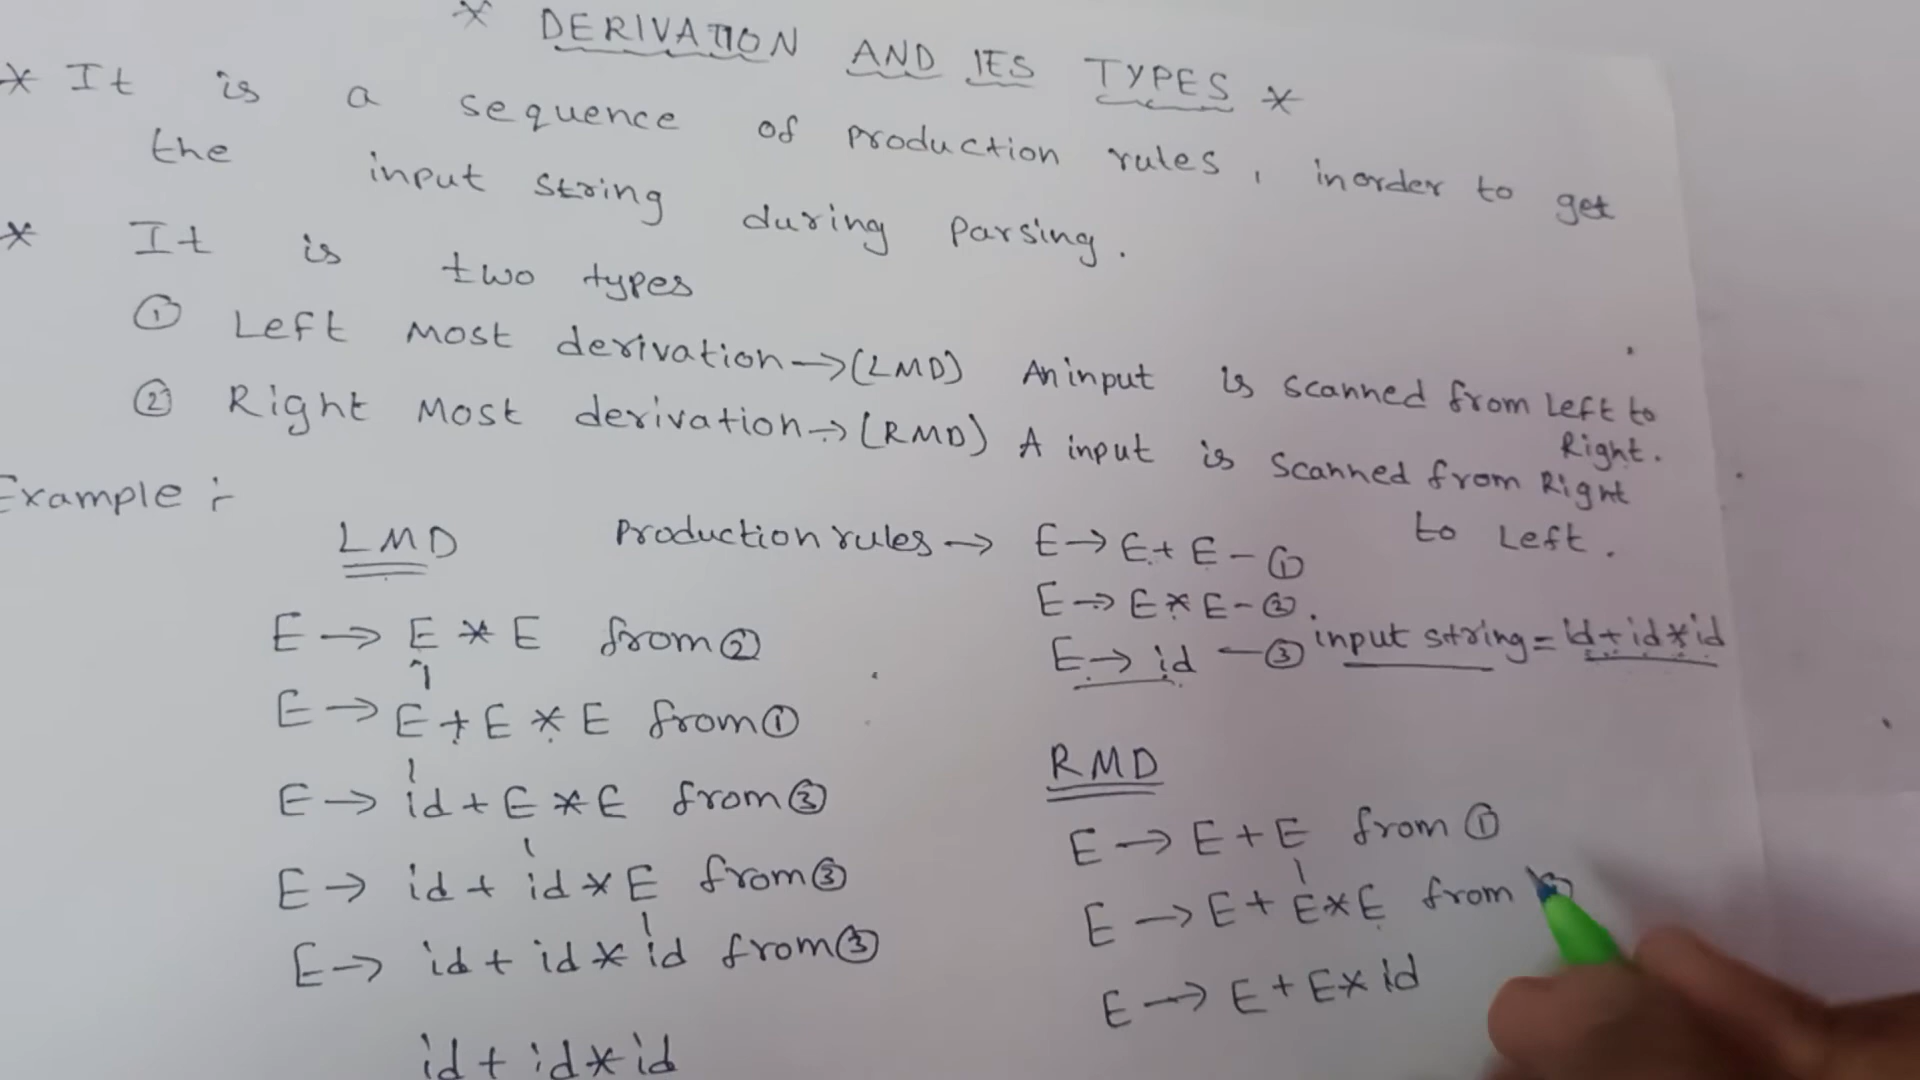 * DERIVATION AND ITS TYPES *
* It is a sequence of production rules, inorder to get
the input string during parsing.
* It is two types
① Left Most derivation → (LMD) An input is scanned from Left to
Right.
② Right Most derivation → (RMD) A input is scanned from Right
to Left.
Example :-
LMD
E → E * E from ②
E → E + E * E from ①
E → id + E * E from ③
E → id + id * E from ③
E → id + id * id from ③
id + id * id
Production rules → E → E + E - ①
E → E * E - ②.
E → id - ③ input string = id + id * id
RMD
E → E + E from ①
E → E + E * E from
E → E + E * id